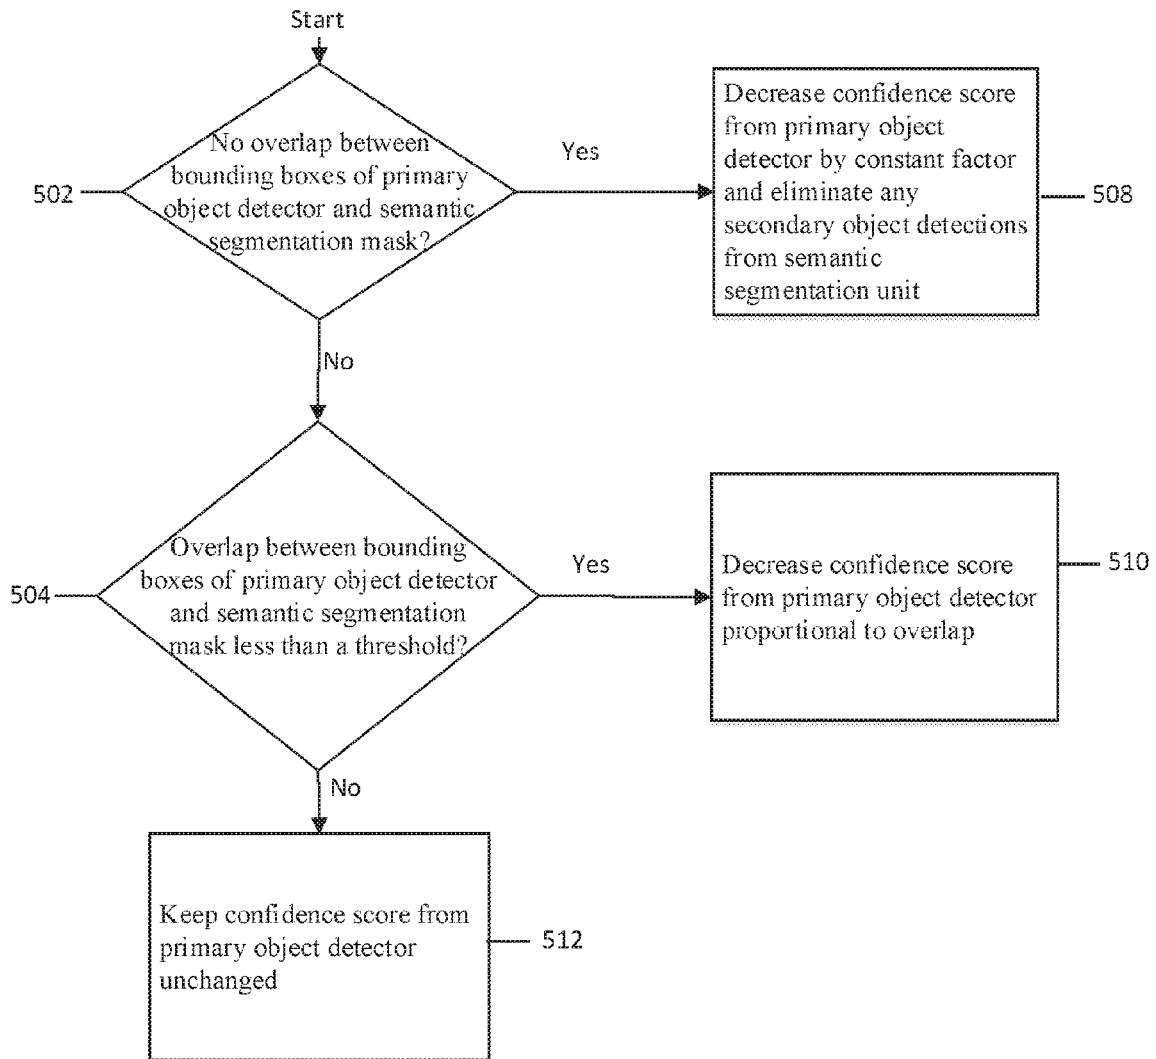 Start
No overlap between
bounding boxes of primary
object detector and semantic
segmentation mask?
Yes
502
Decrease confidence score
from primary object
detector by constant factor
and eliminate any
secondary object detections
from semantic
segmentation unit
508
No
Overlap between bounding
boxes of primary object detector
and semantic segmentation
mask less than a threshold?
Yes
504
Decrease confidence score
from primary object detector
proportional to overlap
510
No
Keep confidence score from
primary object detector
unchanged
512